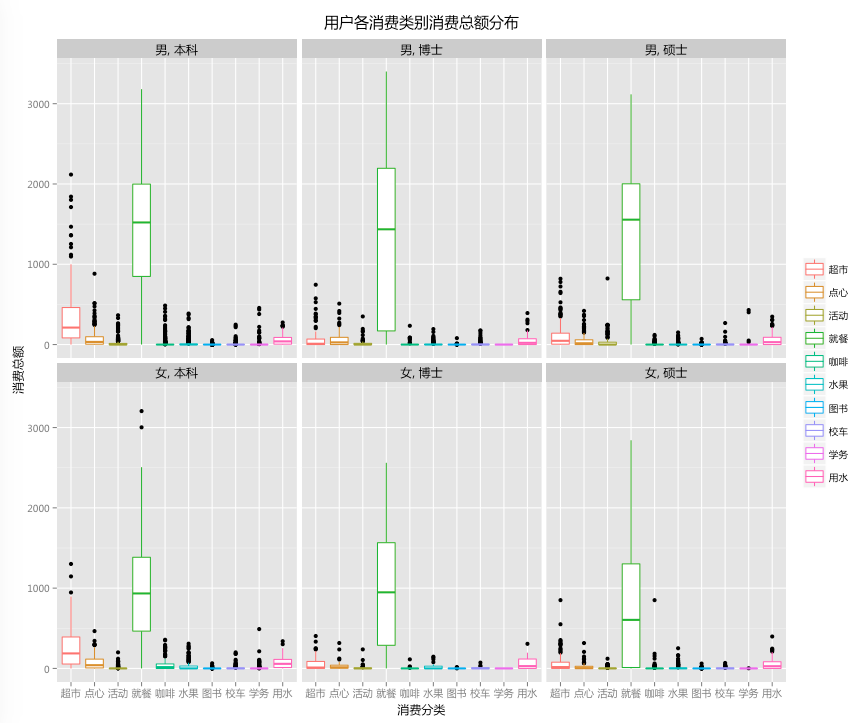 用户各消费类别消费总额分布
男, 本科
男, 博士
男, 硕士
3000
2000
1000
0
女, 本科
女, 博士
女, 硕士
3000
2000
1000
0
消费总额
超市 点心 活动 就餐 咖啡 水果 图书 校车 学务 用水
超市 点心 活动 就餐 咖啡 水果 图书 校车 学务 用水
超市 点心 活动 就餐 咖啡 水果 图书 校车 学务 用水
消费分类
超市
点心
活动
就餐
咖啡
水果
图书
校车
学务
用水